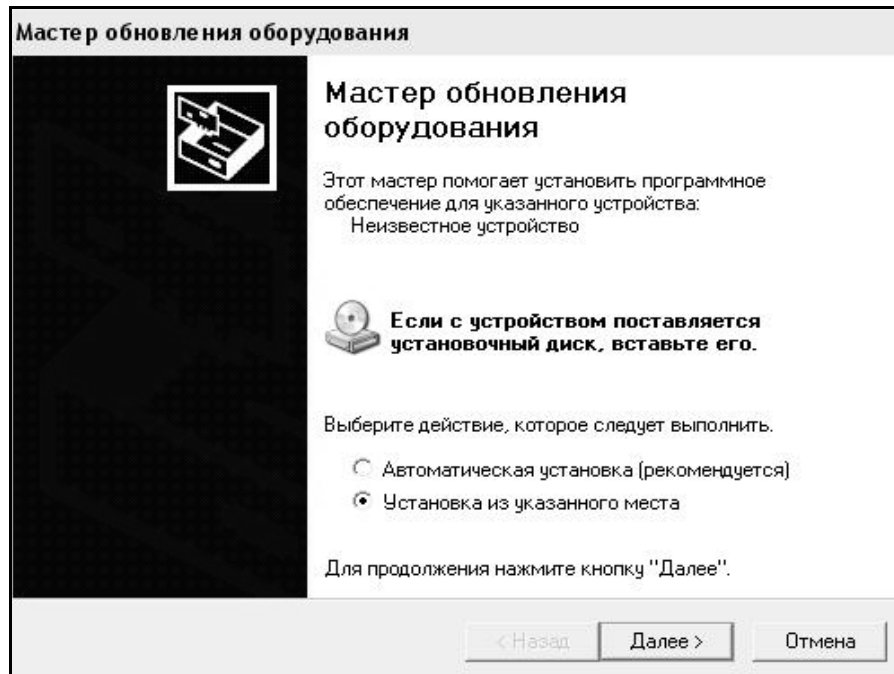 Мастер обновления оборудования
Мастер обновления
оборудования
Этот мастер помогает установить программное
обеспечение для указанного устройства:
Неизвестное устройство
Если с устройством поставляется
установочный диск, вставьте его.
Выберите действие, которое следует выполнить.
Автоматическая установка (рекомендуется)
Установка из указанного места
Для продолжения нажмите кнопку "Далее".
< Назад Далее > Отмена